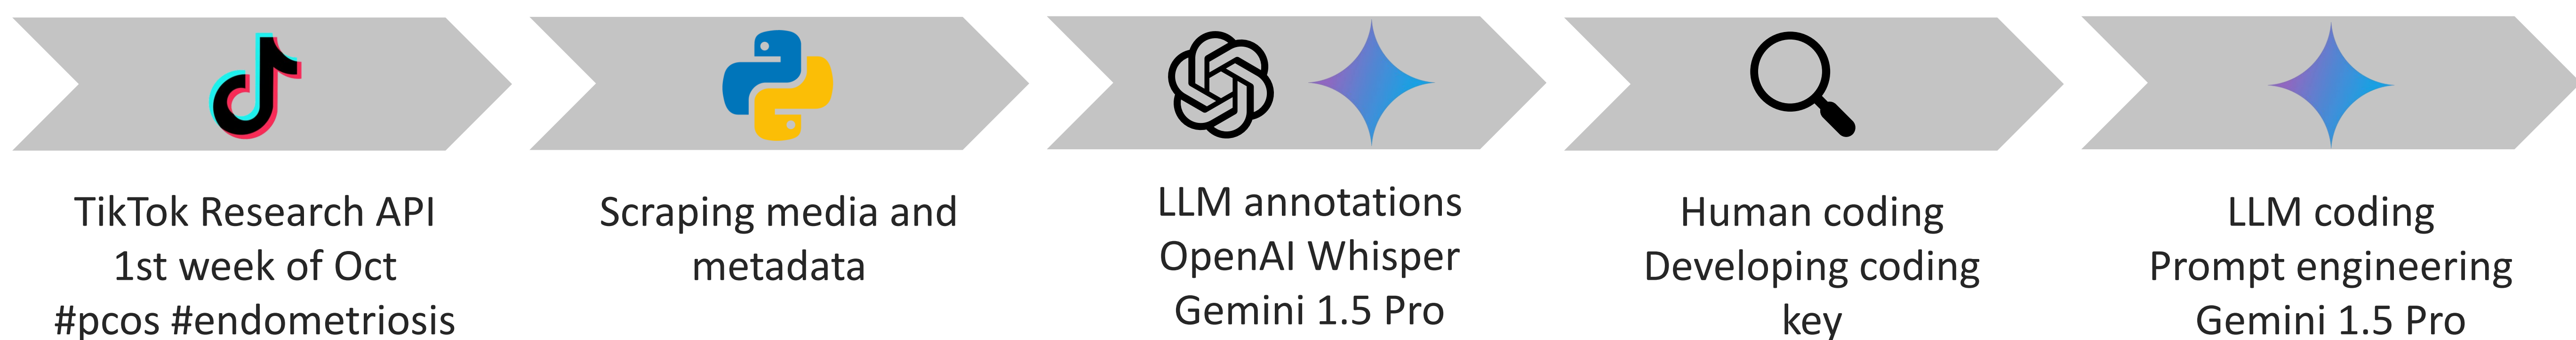 TikTok Research API
1st week of Oct
#pcos #endometriosis
Scraping media and
metadata
LLM annotations
OpenAI Whisper
Gemini 1.5 Pro
Human coding
Developing coding
key
LLM coding
Prompt engineering
Gemini 1.5 Pro